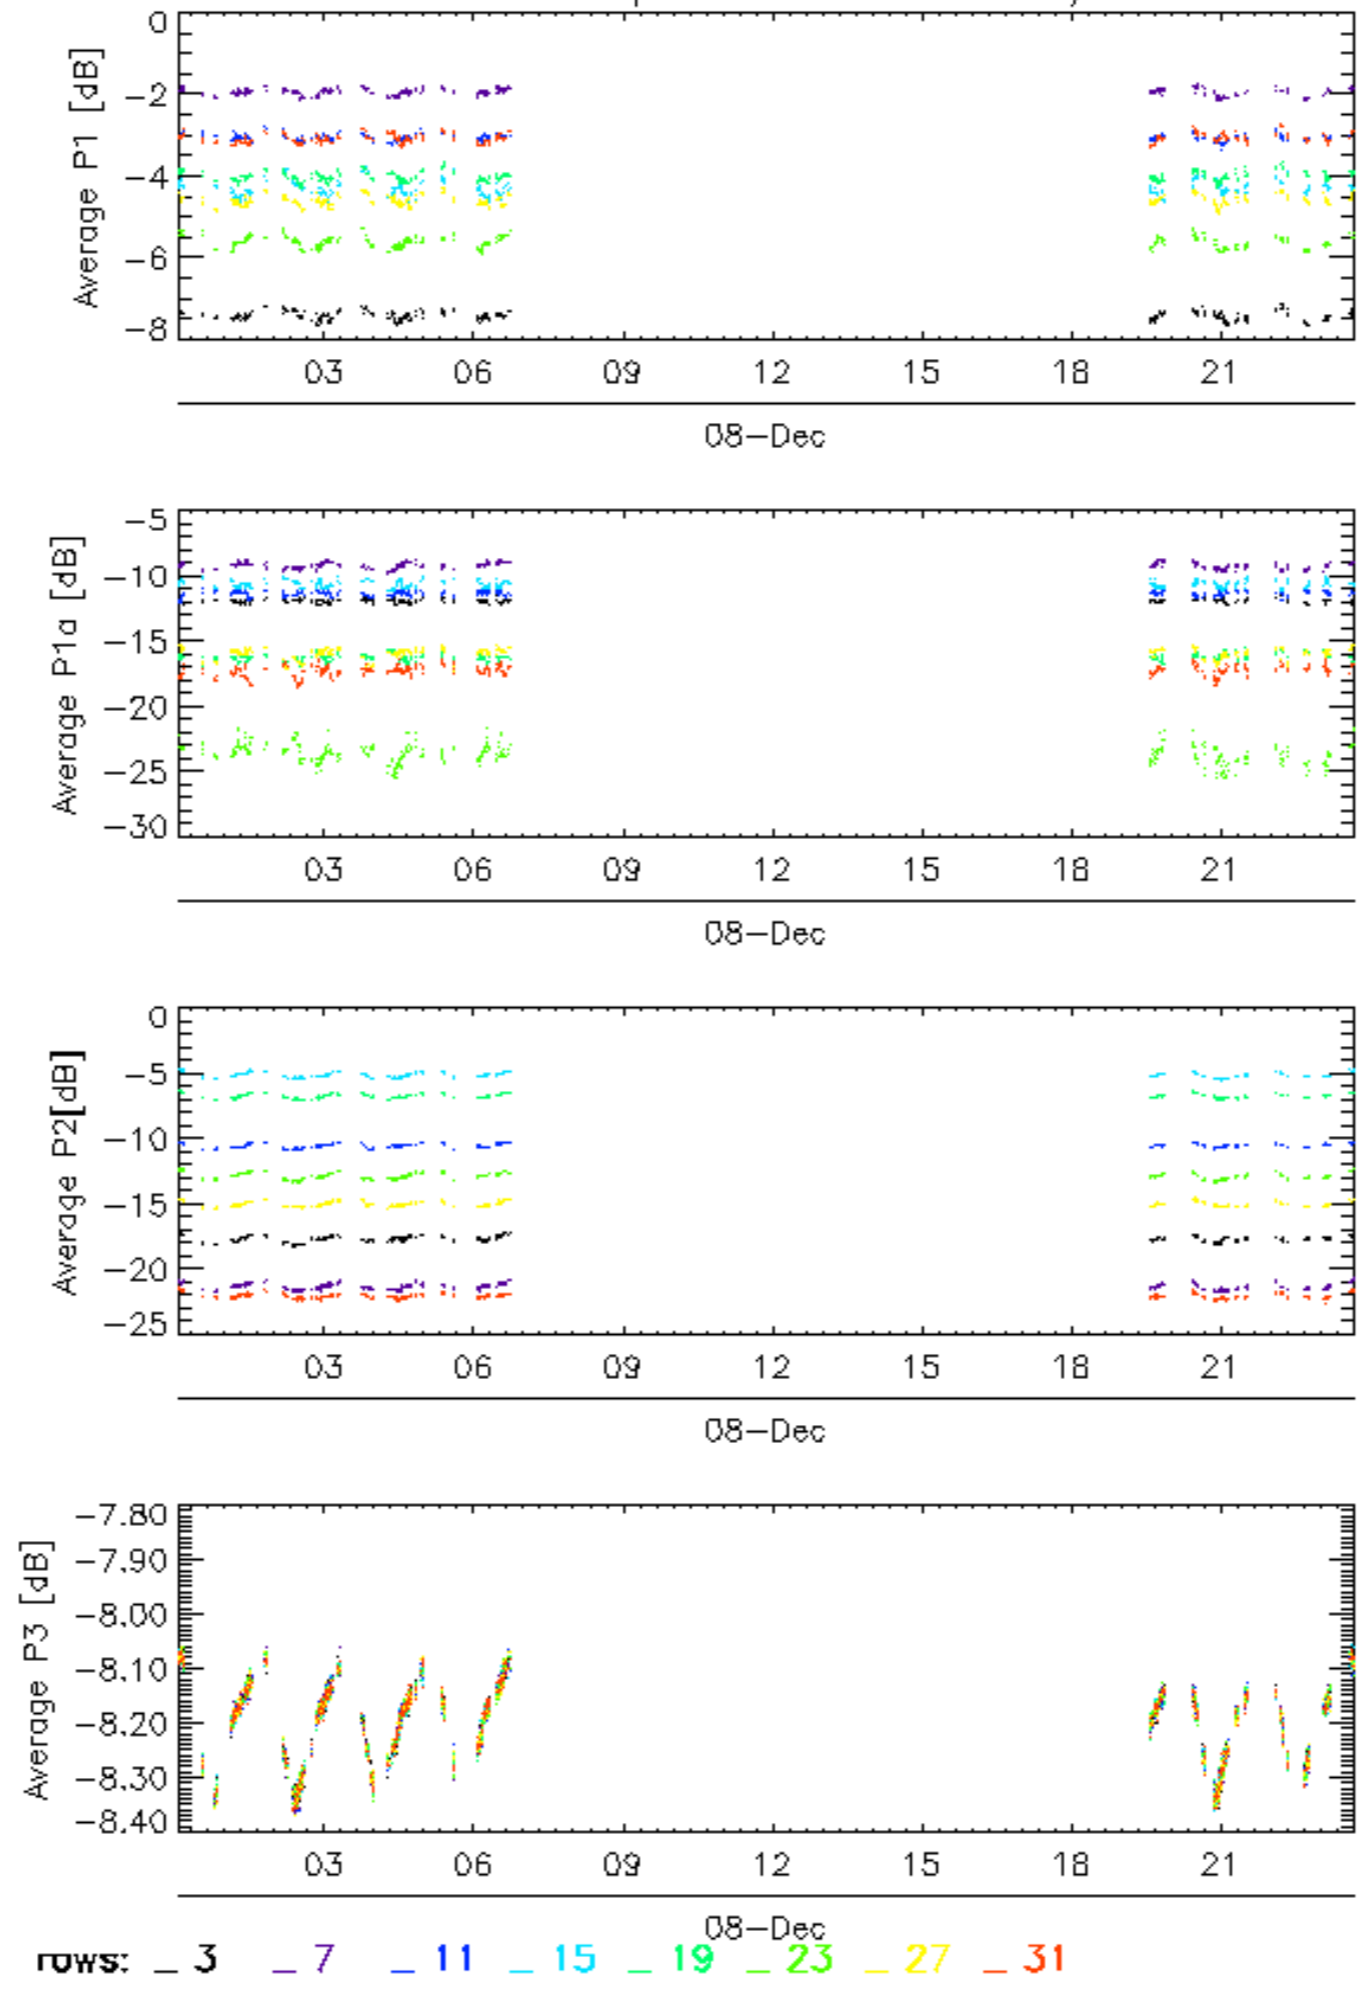 0
−2
−4
−6
−8
Average P1 [dB]
03 06 09 12 15 18 21
08−Dec
−5
−10
−15
−20
−25
−30
Average P1a [dB]
03 06 09 12 15 18 21
08−Dec
0
−5
−10
−15
−20
−25
Average P2[dB]
03 06 09 12 15 18 21
08−Dec
−7.80
−7.90
−8.00
−8.10
−8.20
−8.30
−8.40
Average P3 [dB]
03 06 09 12 15 18 21
08−Dec
rows: _ 3 _ 7 _ 11 _ 15 _ 19 _ 23 _ 27 _ 31